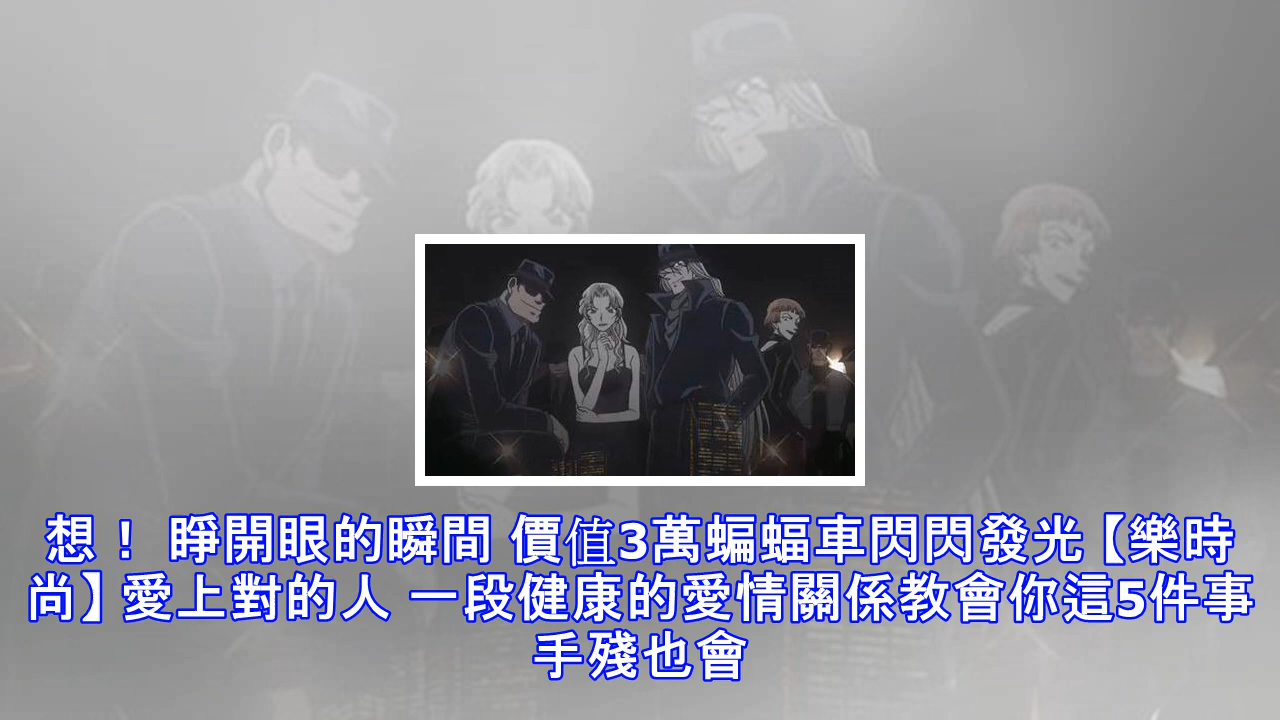 想！ 睜開眼的瞬間 價值3萬蝙蝠車閃閃發光【樂時
尚】愛上對的人 一段健康的愛情關係教會你這5件事
手殘也會